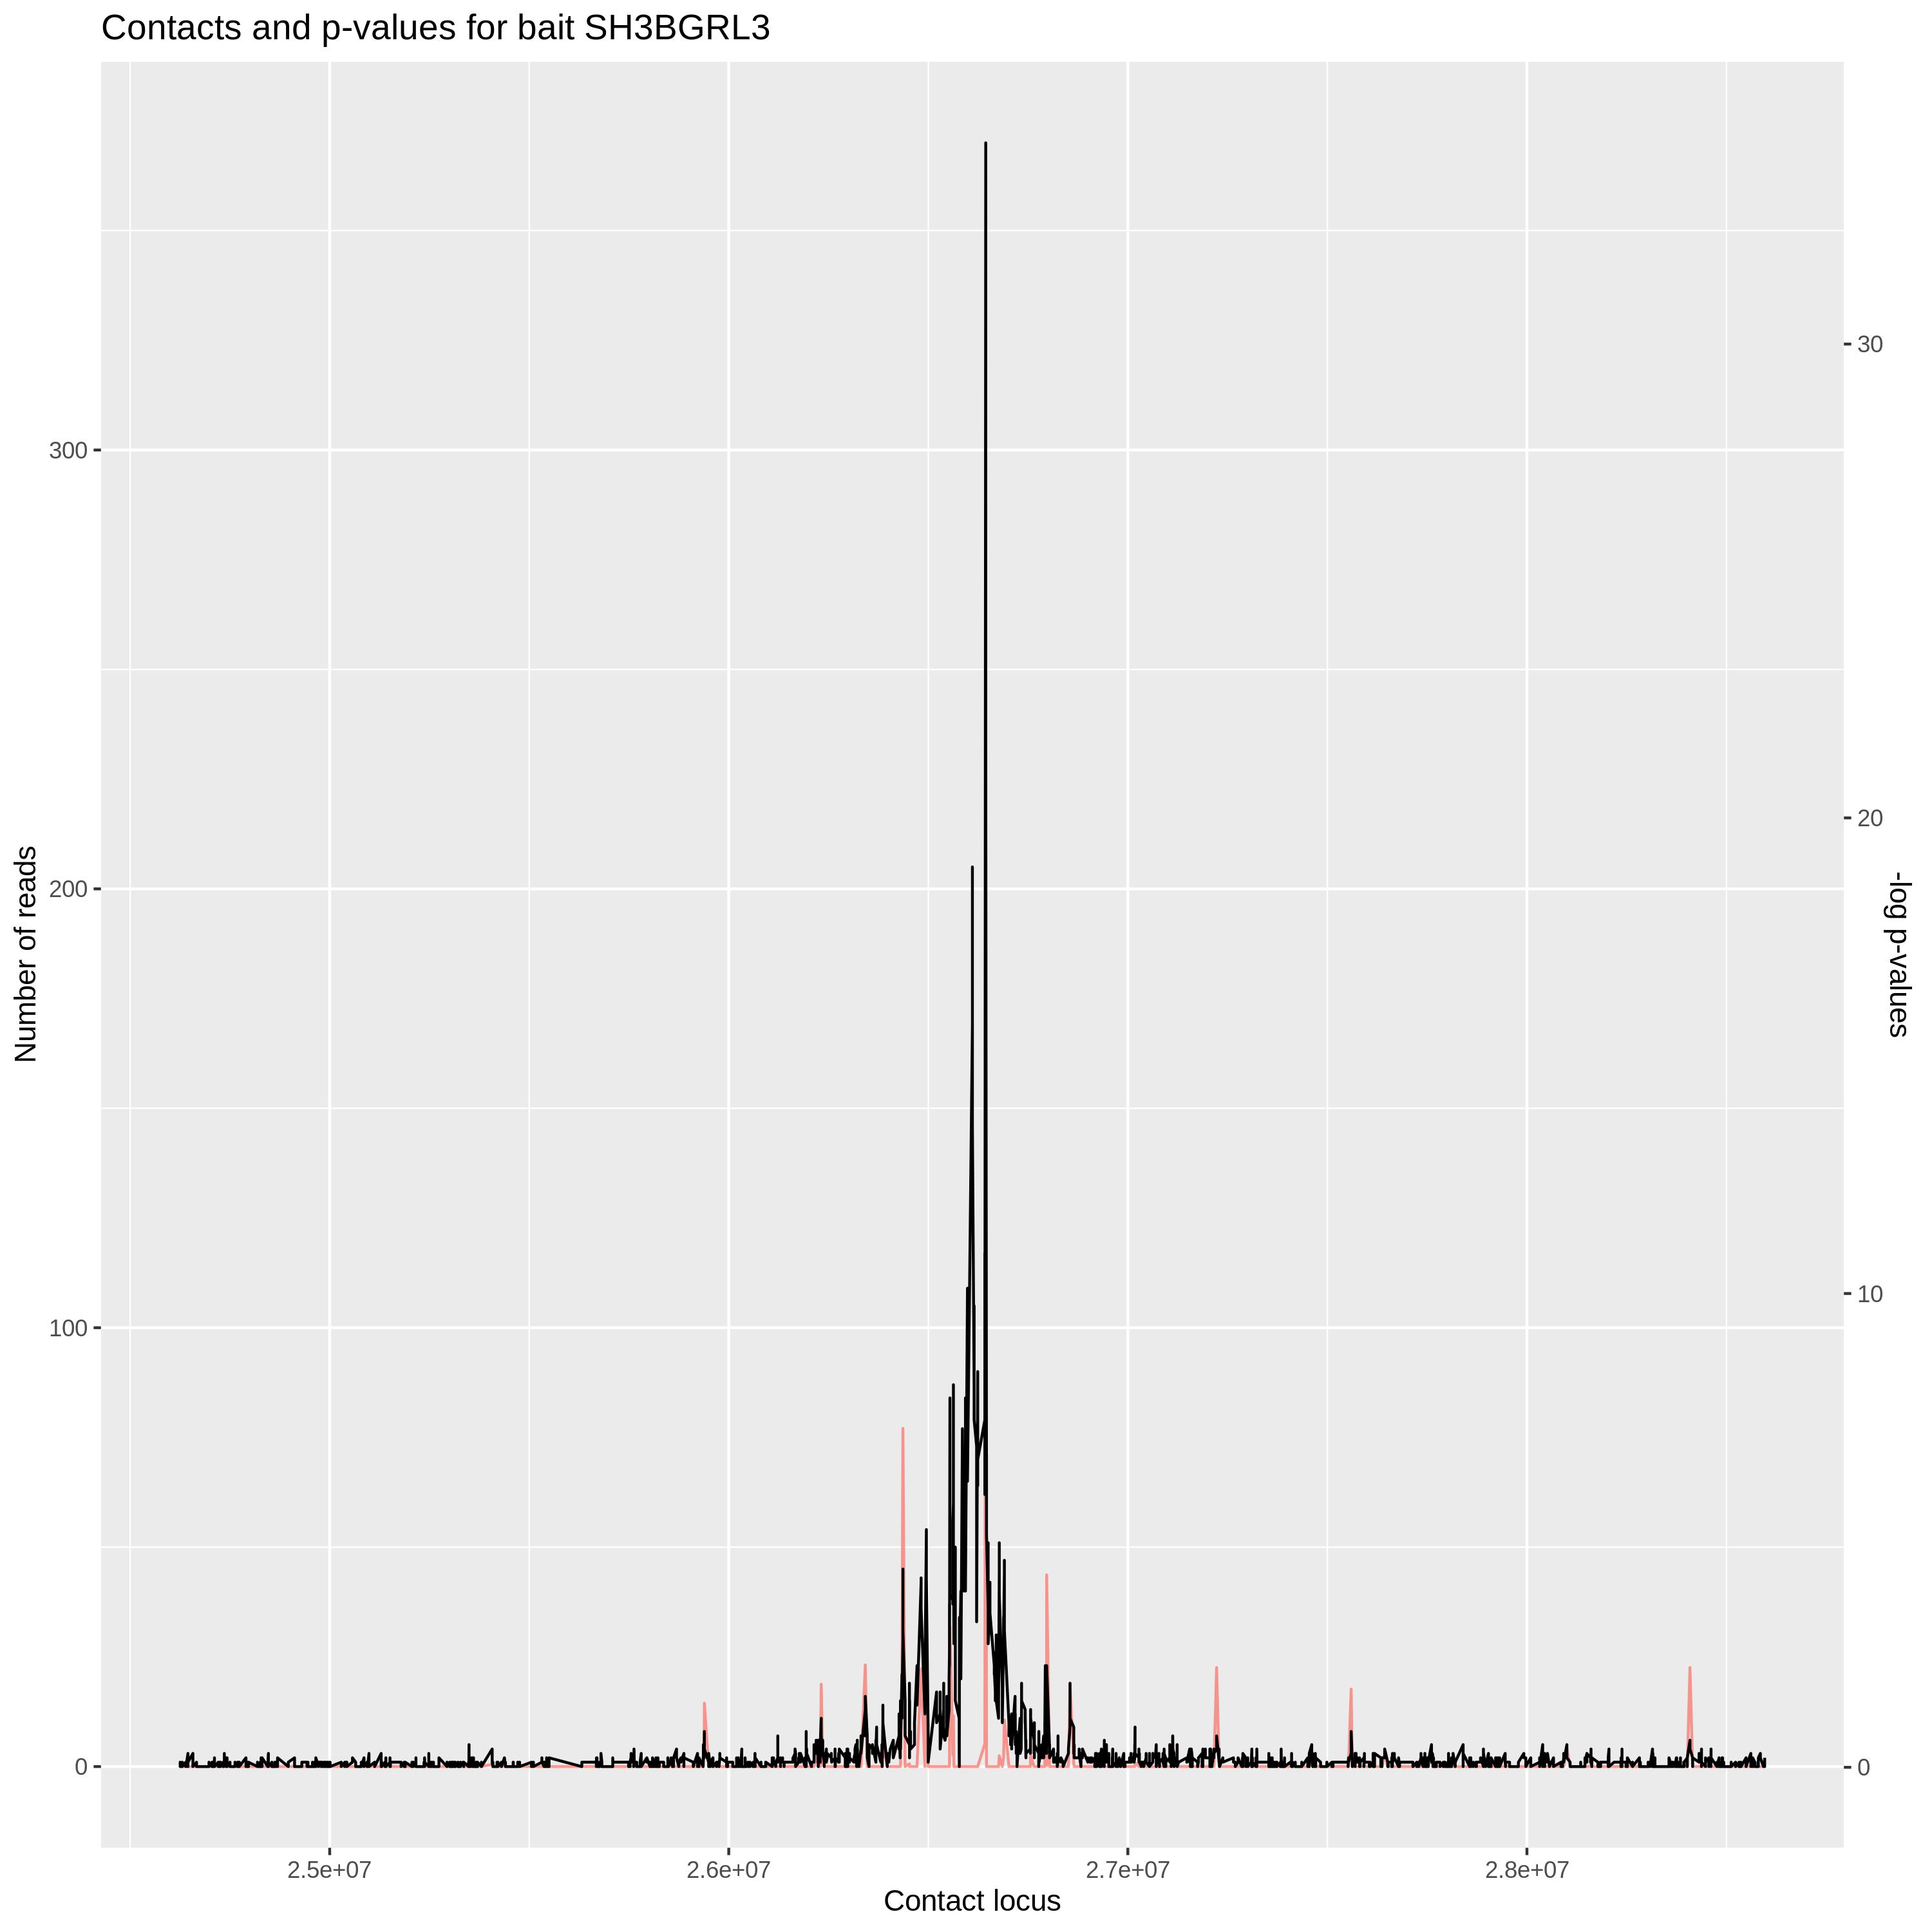 Contacts and p-values for bait SH3BGRL3
Number of reads
300
200
100
0
30
20
10
0
-log p-values
2.5e+07
2.6e+07
2.7e+07
2.8e+07
Contact locus